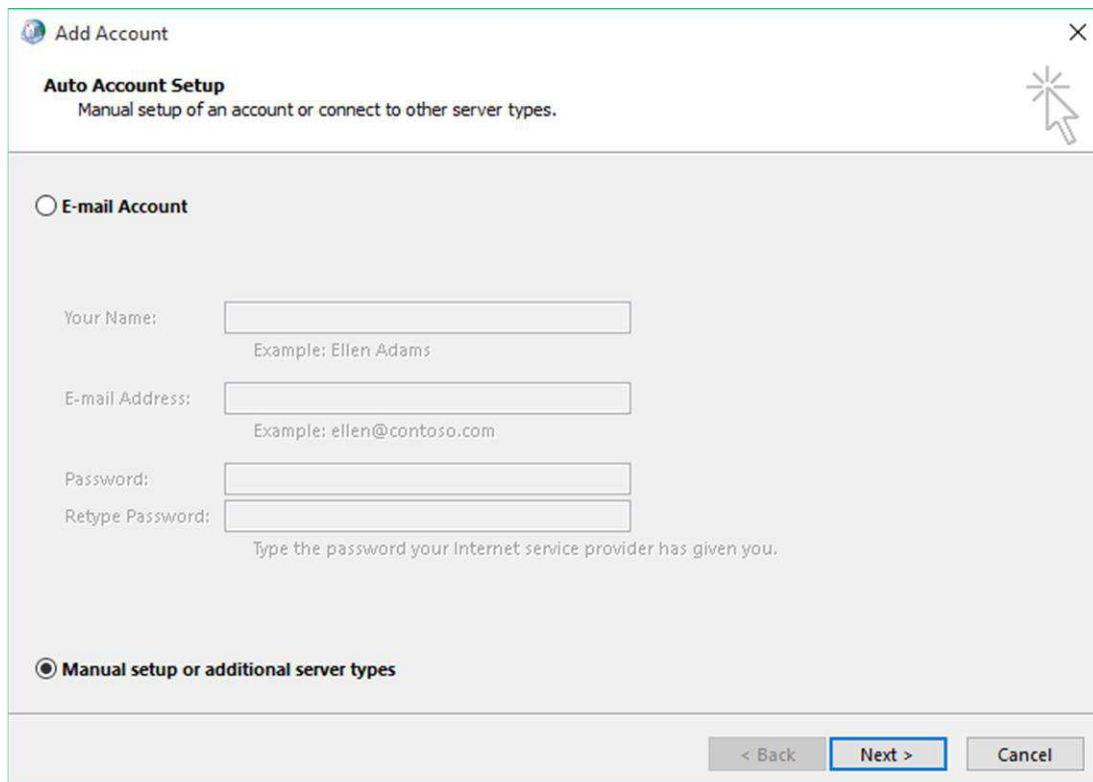 Add Account
Auto Account Setup
Manual setup of an account or connect to other server types.
E-mail Account
Your Name:
Example: Ellen Adams
E-mail Address:
Example: ellen@contoso.com
Password:
Retype Password:
Type the password your Internet service provider has given you.
Manual setup or additional server types
< Back Next > Cancel